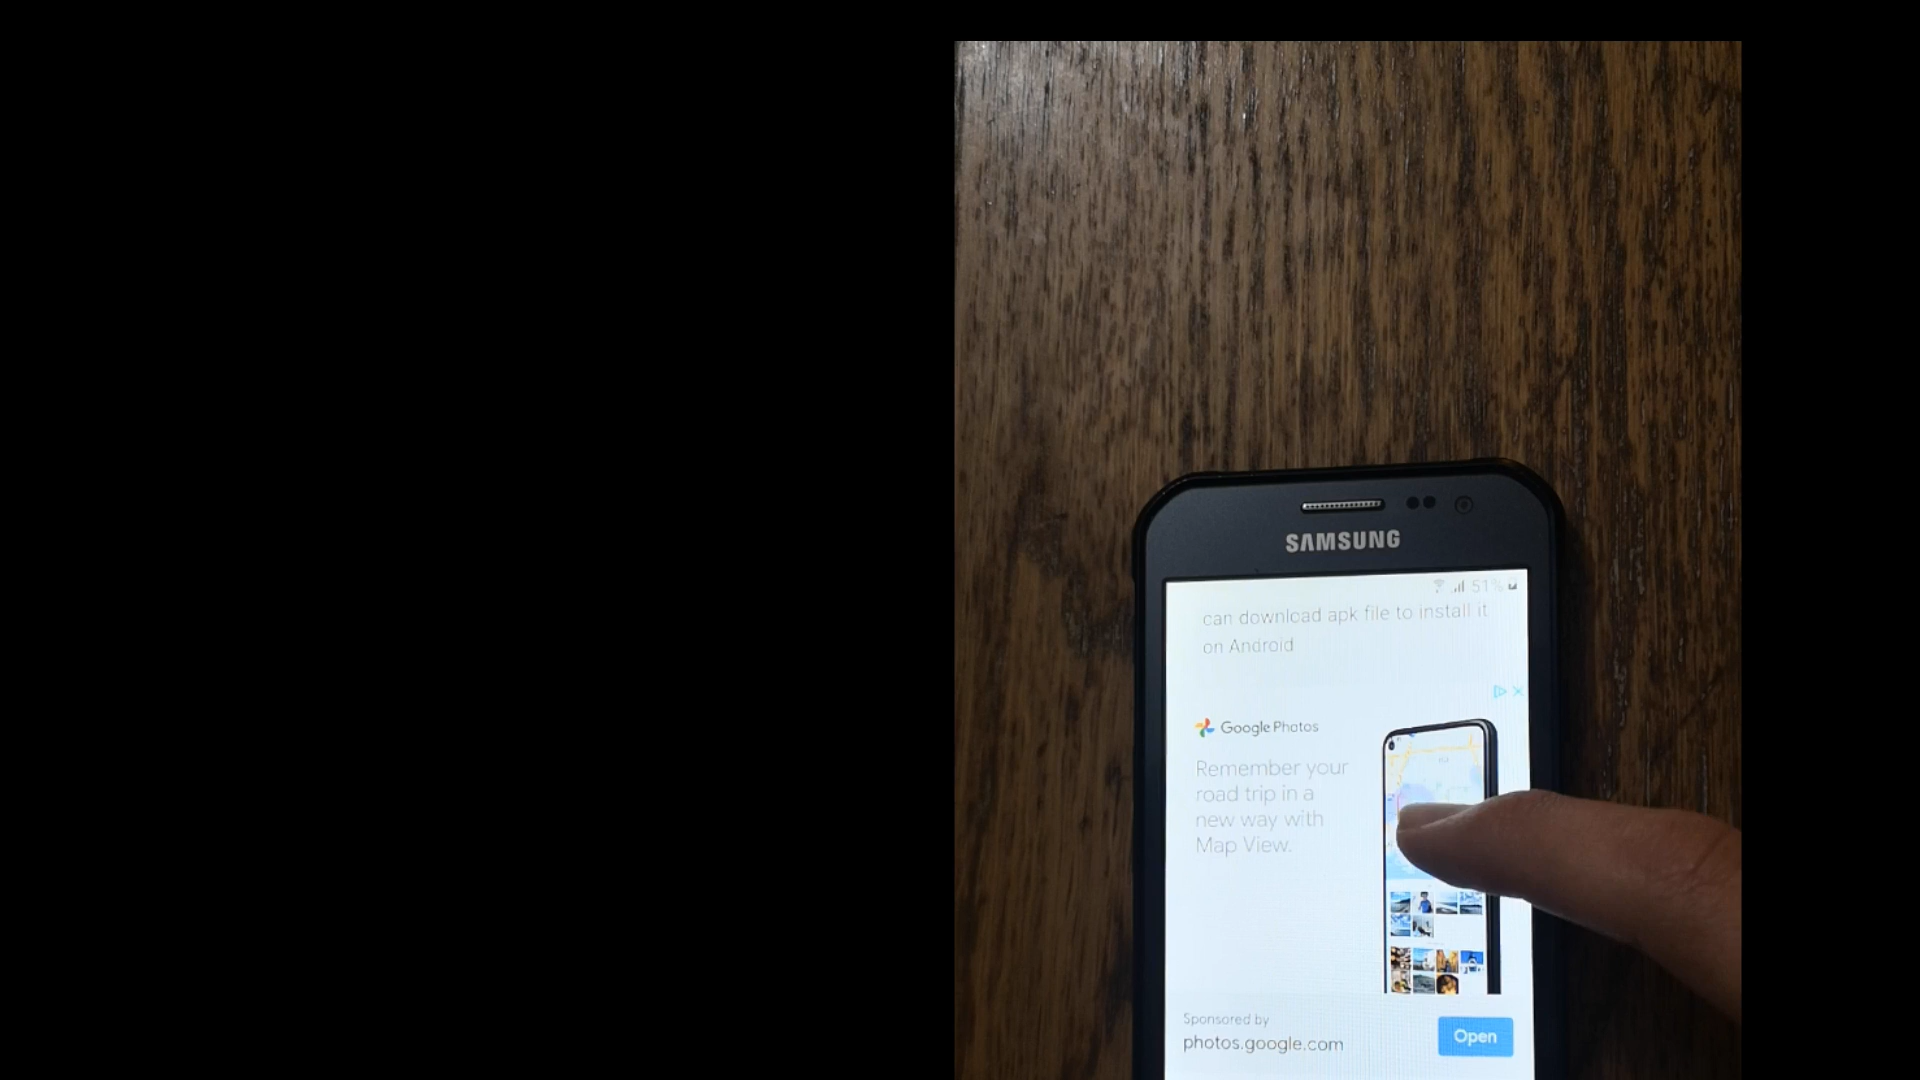 SAMSUNG
51%
can download apk file to install it
on Android
Google Photos
Remember your
road trip in a
new way with
Map View.
Sponsored by
photos.google.com
Open